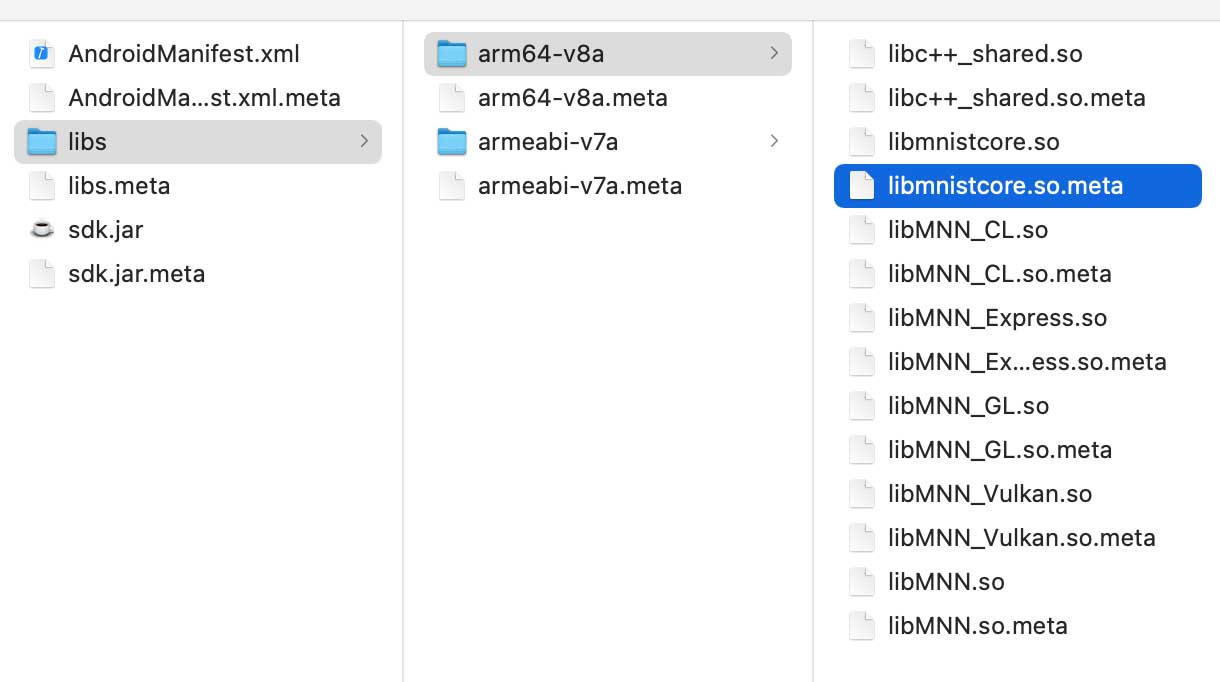 AndroidManifest.xml
AndroidMa...st.xml.meta
libs
libs.meta
sdk.jar
sdk.jar.meta
arm64-v8a
arm64-v8a.meta
armeabi-v7a
armeabi-v7a.meta
libc++_shared.so
libc++_shared.so.meta
libmnistcore.so
libmnistcore.so.meta
libMNN_CL.so
libMNN_CL.so.meta
libMNN_Express.so
libMNN_Ex...ess.so.meta
libMNN_GL.so
libMNN_GL.so.meta
libMNN_Vulkan.so
libMNN_Vulkan.so.meta
libMNN.so
libMNN.so.meta